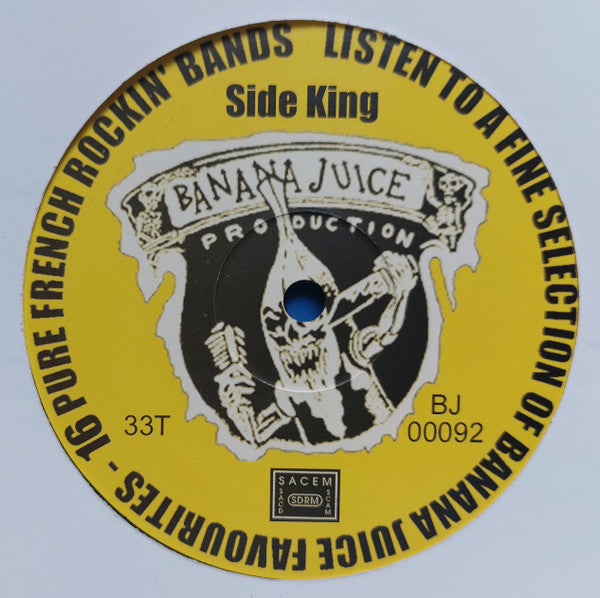 LISTEN TO A FINE SELECTION OF BANANA JUICE FAVOURITES - 16 PURE FRENCH ROCKIN' BANDS
Side King
BANANA JUICE
PRODUCTION
33T
BJ
00092
SACEM
SACD
SDRM
SCAM